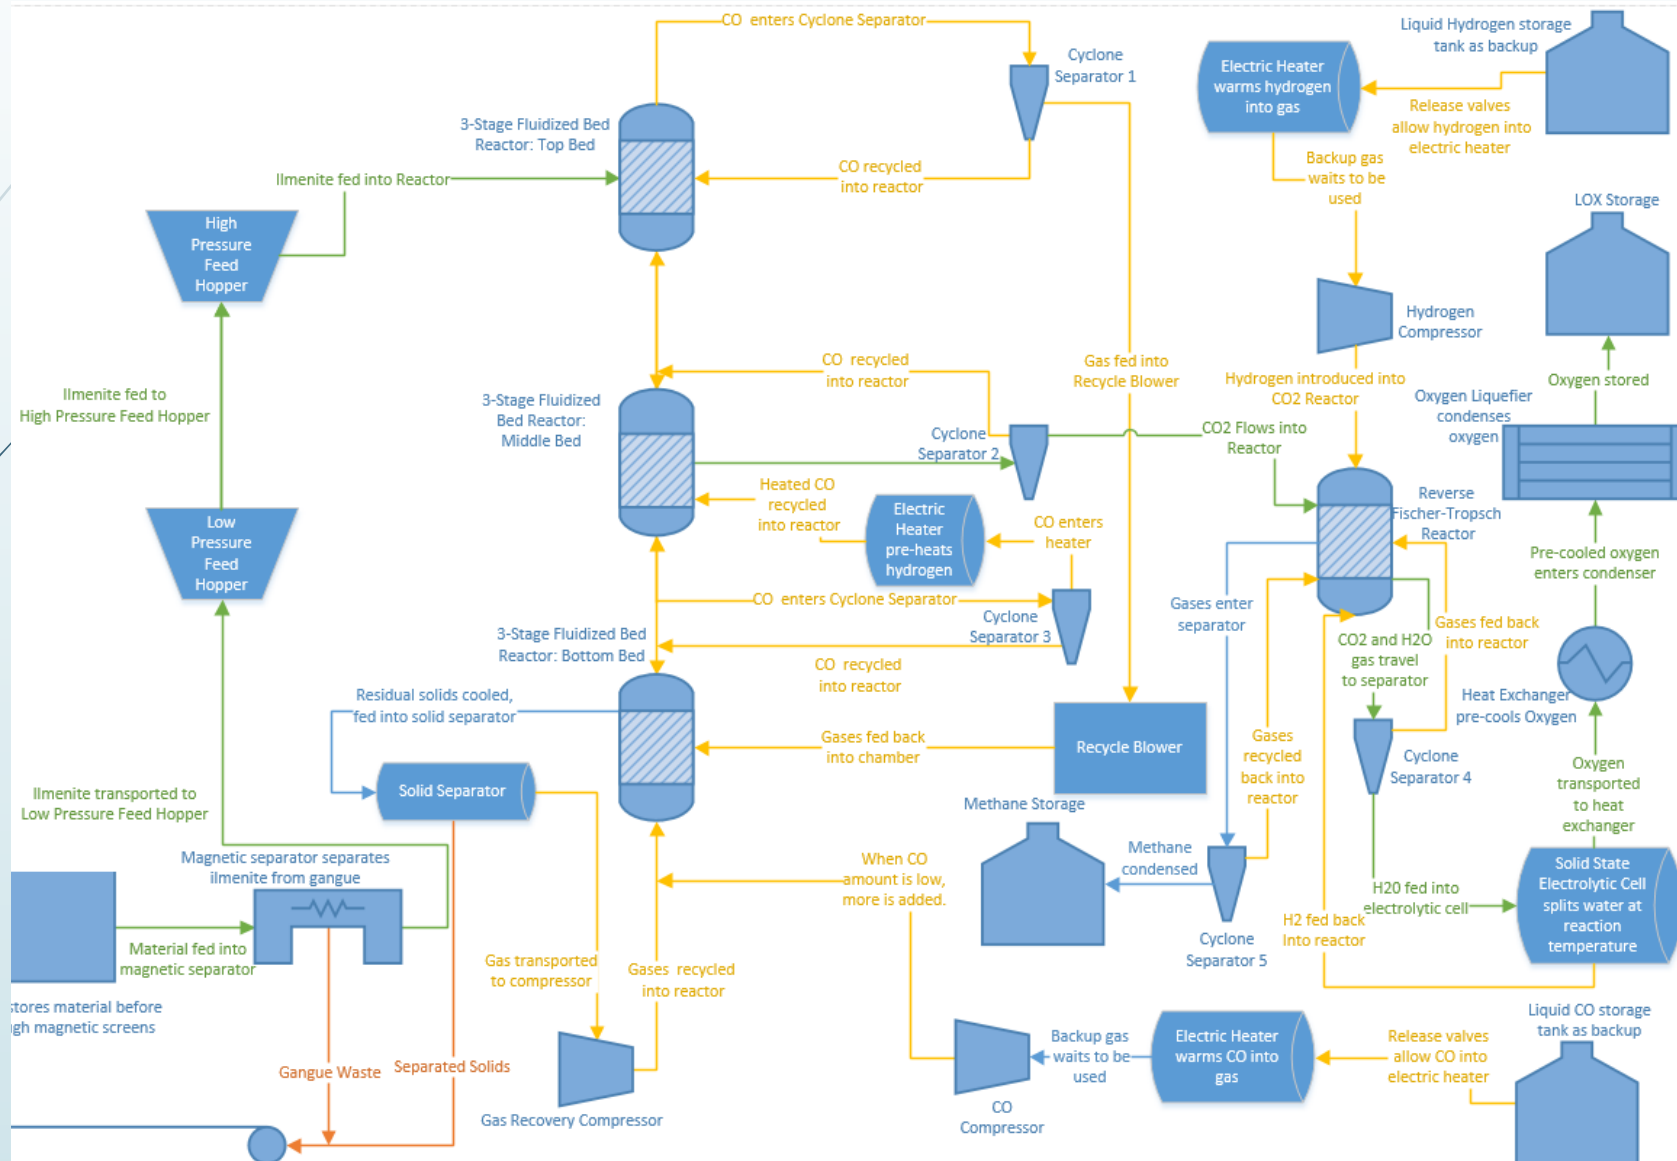 CO  enters Cyclone Separator
Cyclone
Separator 1
Electric Heater
warms hydrogen
into gas
Liquid Hydrogen storage
tank as backup
Release valves
allow hydrogen into
electric heater
3-Stage Fluidized Bed
Reactor: Top Bed
CO recycled
into reactor
Backup gas
waits to be
used
Ilmenite fed into Reactor
LOX Storage
High
Pressure
Feed
Hopper
Hydrogen
Compressor
CO  recycled
into reactor
Gas fed into
Recycle Blower
Hydrogen introduced into
CO2 Reactor
Oxygen stored
Ilmenite fed to
High Pressure Feed Hopper
3-Stage Fluidized
Bed Reactor:
Middle Bed
Oxygen Liquefier
condenses
oxygen
Cyclone
Separator 2
CO2 Flows into
Reactor
Heated CO
recycled
into reactor
Electric
Heater
pre-heats
hydrogen
CO enters
heater
Reverse
Fischer-Tropsch
Reactor
Low
Pressure
Feed
Hopper
Pre-cooled oxygen
enters condenser
CO  enters Cyclone Separator
Cyclone
Separator 3
Gases enter
separator
Gases fed back
into reactor
3-Stage Fluidized Bed
Reactor: Bottom Bed
CO  recycled
into reactor
CO2 and H2O
gas travel
to separator
Heat Exchanger
pre-cools Oxygen
Residual solids cooled,
fed into solid separator
Gases fed back
into chamber
Recycle Blower
Gases
recycled
back into
reactor
Cyclone
Separator 4
Oxygen
transported
to heat
exchanger
Ilmenite transported to
Low Pressure Feed Hopper
Solid Separator
Methane Storage
Magnetic separator separates
ilmenite from gangue
When CO
amount is low,
more is added.
Methane
condensed
Solid State
Electrolytic Cell
splits water at
reaction
temperature
H20 fed into
electrolytic cell
H2 fed back
Into reactor
Material fed into
magnetic separator
Cyclone
Separator 5
Gas transported
to compressor
Gases  recycled
into reactor
stores material before
gh magnetic screens
Liquid CO storage
tank as backup
Backup gas
waits to be
used
Electric Heater
warms CO into
gas
Release valves
allow CO into
electric heater
Gangue Waste
Separated Solids
Gas Recovery Compressor
CO
Compressor